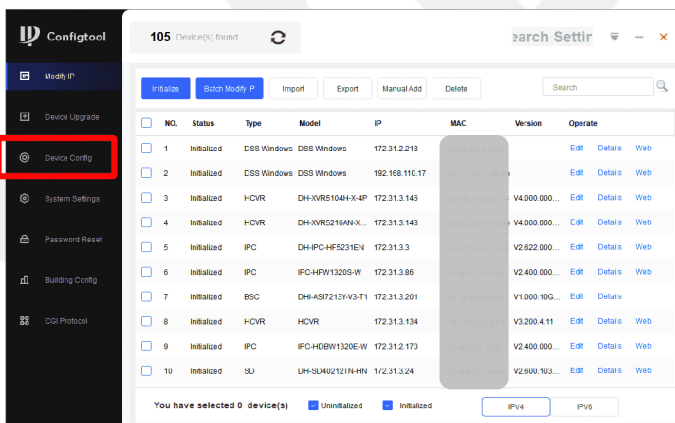 Configtool
105 Device(s) found
earch Settin
Modify IP
Device Upgrade
Device Config
System Settings
Password Reset
Building Config
CGI Protocol
Initialize Batch Modify IP Import Export Manual Add Delete Search
NO. Status Type Model IP MAC Version Operate
1 Initialized DSS Windows DSS Windows 172.31.2.213 Edit Details Web
2 Initialized DSS Windows DSS Windows 192.168.110.17 Edit Details Web
3 Initialized HCVR DH-XVR5104H-X-4P 172.31.3.146 V4.000.000... Edit Details Web
4 Initialized HCVR DH-XVR5216AN-X... 172.31.3.143 V4.000.000... Edit Details Web
5 Initialized IPC DH-IPC-HF5231EN 172.31.3.3 V2.622.000... Edit Details Web
6 Initialized IPC IPC-HFW1320S-W 172.31.3.86 V2.400.000... Edit Details Web
7 Initialized BSC DHI-ASI7213Y-V3-T1 172.31.3.201 V1.000.10G... Edit Details Web
8 Initialized HCVR HCVR 172.31.3.134 V3.200.4.11 Edit Details Web
9 Initialized IPC IPC-HDBW1320E-W 172.31.2.170 V2.400.000... Edit Details Web
10 Initialized SD DH-SD40212TN-HN 172.31.3.24 V2.600.103... Edit Details Web
You have selected 0 device(s) Uninitialized Initialized IPV4 IPV6